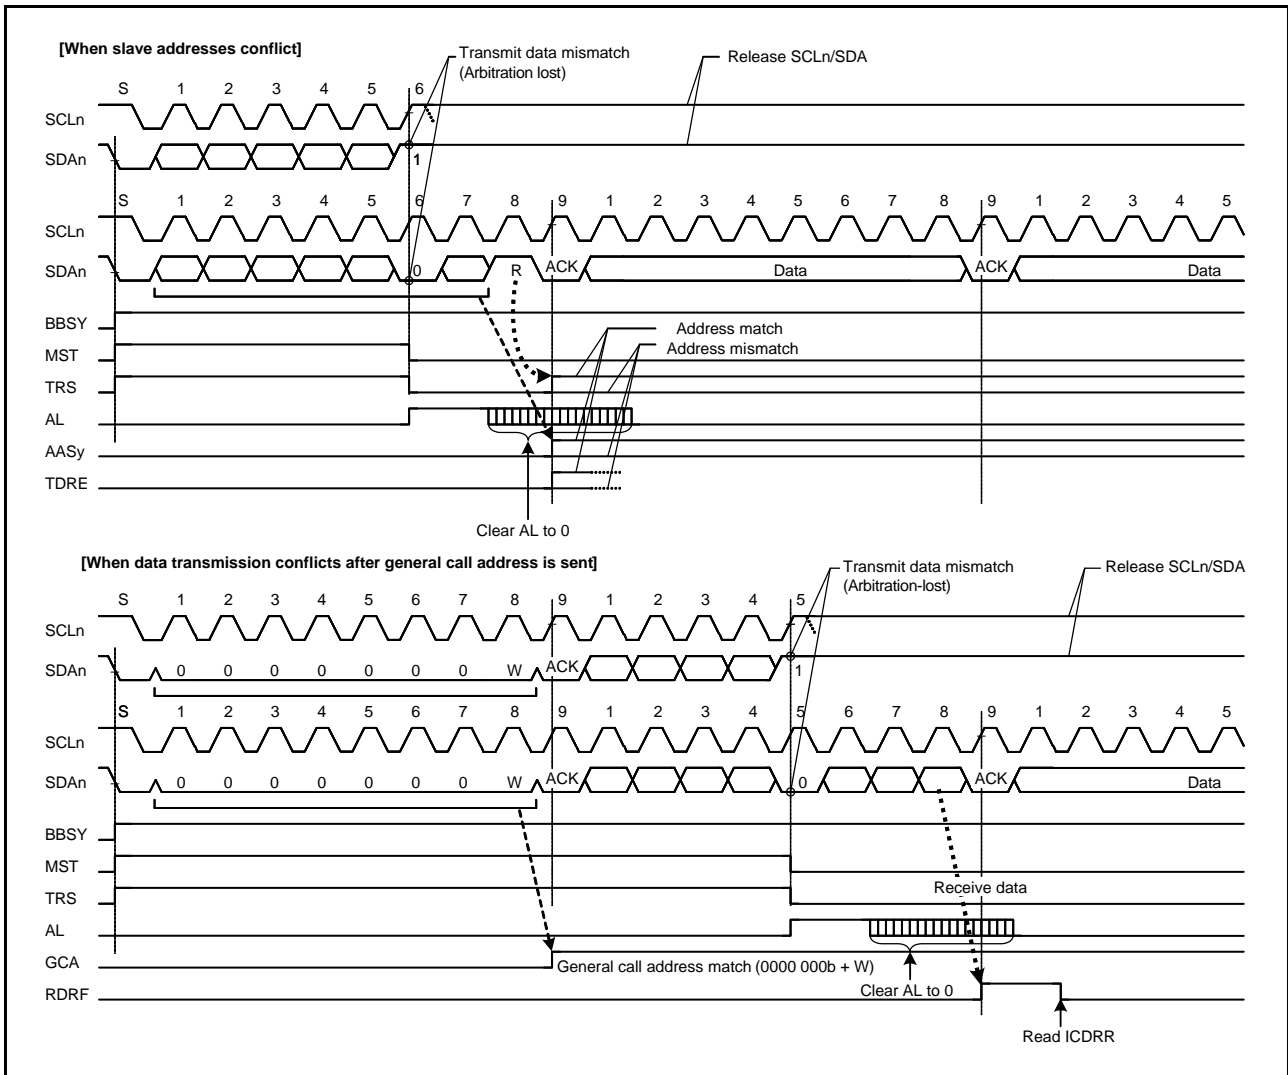 [When slave addresses conflict]
Transmit data mismatch
(Arbitration lost)
Release SCLn/SDA
S 1 2 3 4 5 6
SCLn
SDAn 1
S 1 2 3 4 5 6 7 8 9 1 2 3 4 5 6 7 8 9 1 2 3 4 5
SCLn
SDAn 0 R ACK Data ACK Data
BBSY
Address match
MST
Address mismatch
TRS
AL
AASy
TDRE
Clear AL to 0
[When data transmission conflicts after general call address is sent]
Transmit data mismatch
(Arbitration-lost)
Release SCLn/SDA
S 1 2 3 4 5 6 7 8 9 1 2 3 4 5
SCLn
SDAn 0 0 0 0 0 0 0 W ACK 1
S 1 2 3 4 5 6 7 8 9 1 2 3 4 5 6 7 8 9 1 2 3 4 5
SCLn
SDAn 0 0 0 0 0 0 0 W ACK 0 ACK Data
BBSY
MST
TRS
Receive data
AL
GCA
General call address match (0000 000b + W)
RDRF
Clear AL to 0
Read ICDRR